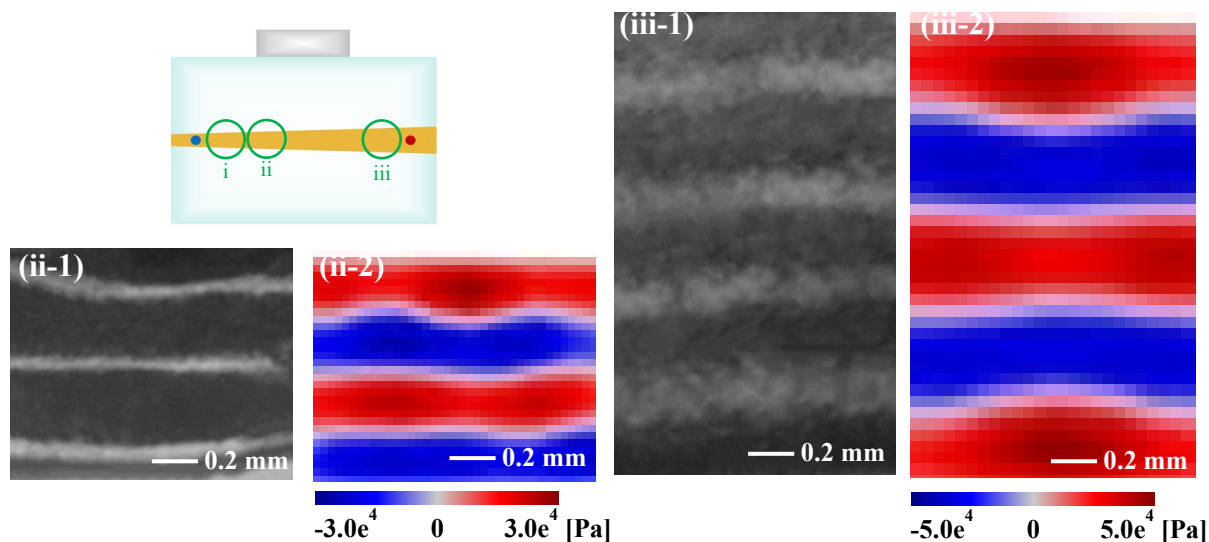 (iii-1)
(iii-2)
i
ii
iii
(ii-1)
(ii-2)
0.2 mm
0.2 mm
0.2 mm
0.2 mm
-3.0e⁴ 0 3.0e⁴ [Pa]
-5.0e⁴ 0 5.0e⁴ [Pa]